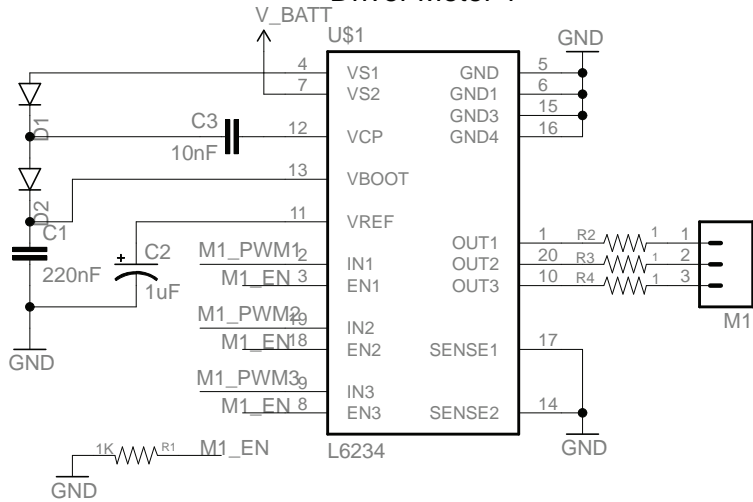 V_BATT
U$1
GND
4 VS1 GND 5
7 VS2 GND1 6
GND3 15
C3 12 VCP GND4 16
10nF
D1
13 VBOOT
D2
11 VREF
C1 C2 OUT1 1 R2 1 1
M1_PWM1 2 IN1 OUT2 20 R3 1 2
220nF 1uF M1_EN 3 EN1 OUT3 10 R4 1 3
M1
M1_PWM2 19 IN2
GND M1_EN 18 EN2 SENSE1 17
M1_PWM3 9 IN3
M1_EN 8 EN3 SENSE2 14
1K R1 M1_EN L6234 GND
GND